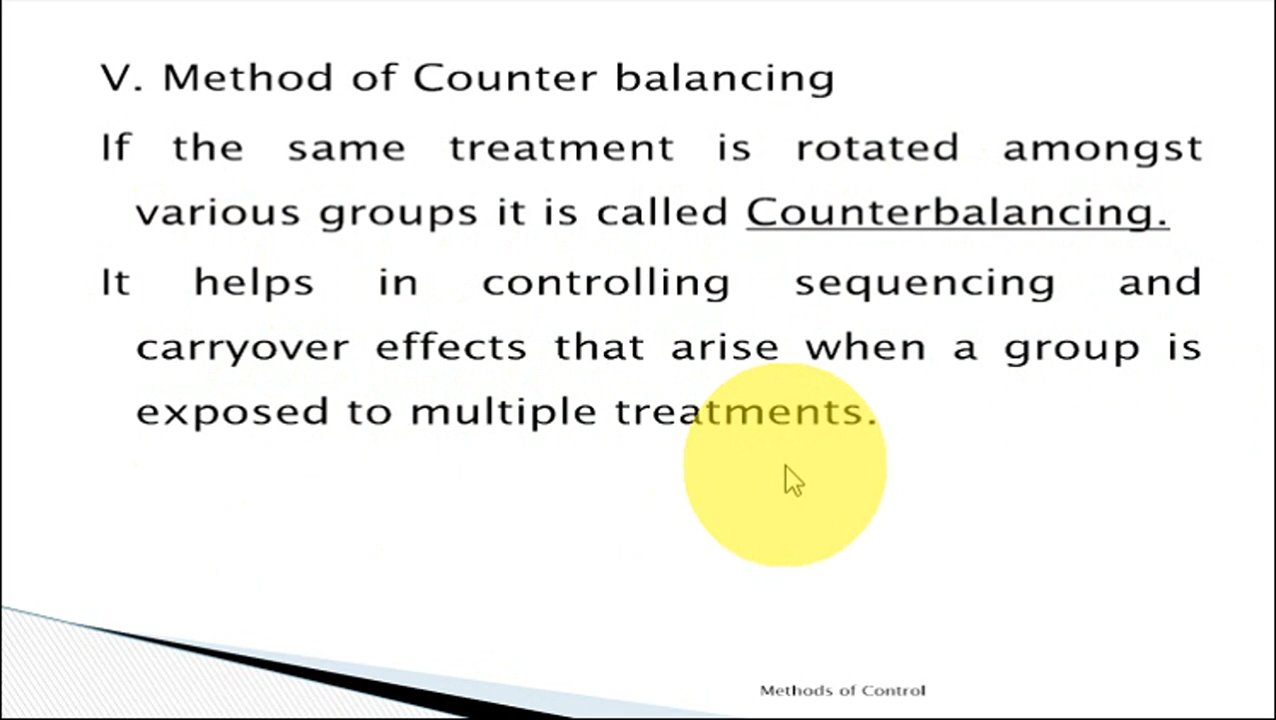 V. Method of Counter balancing
If the same treatment is rotated amongst
various groups it is called Counterbalancing.
It helps in controlling sequencing and
carryover effects that arise when a group is
exposed to multiple treatments.
Methods of Control